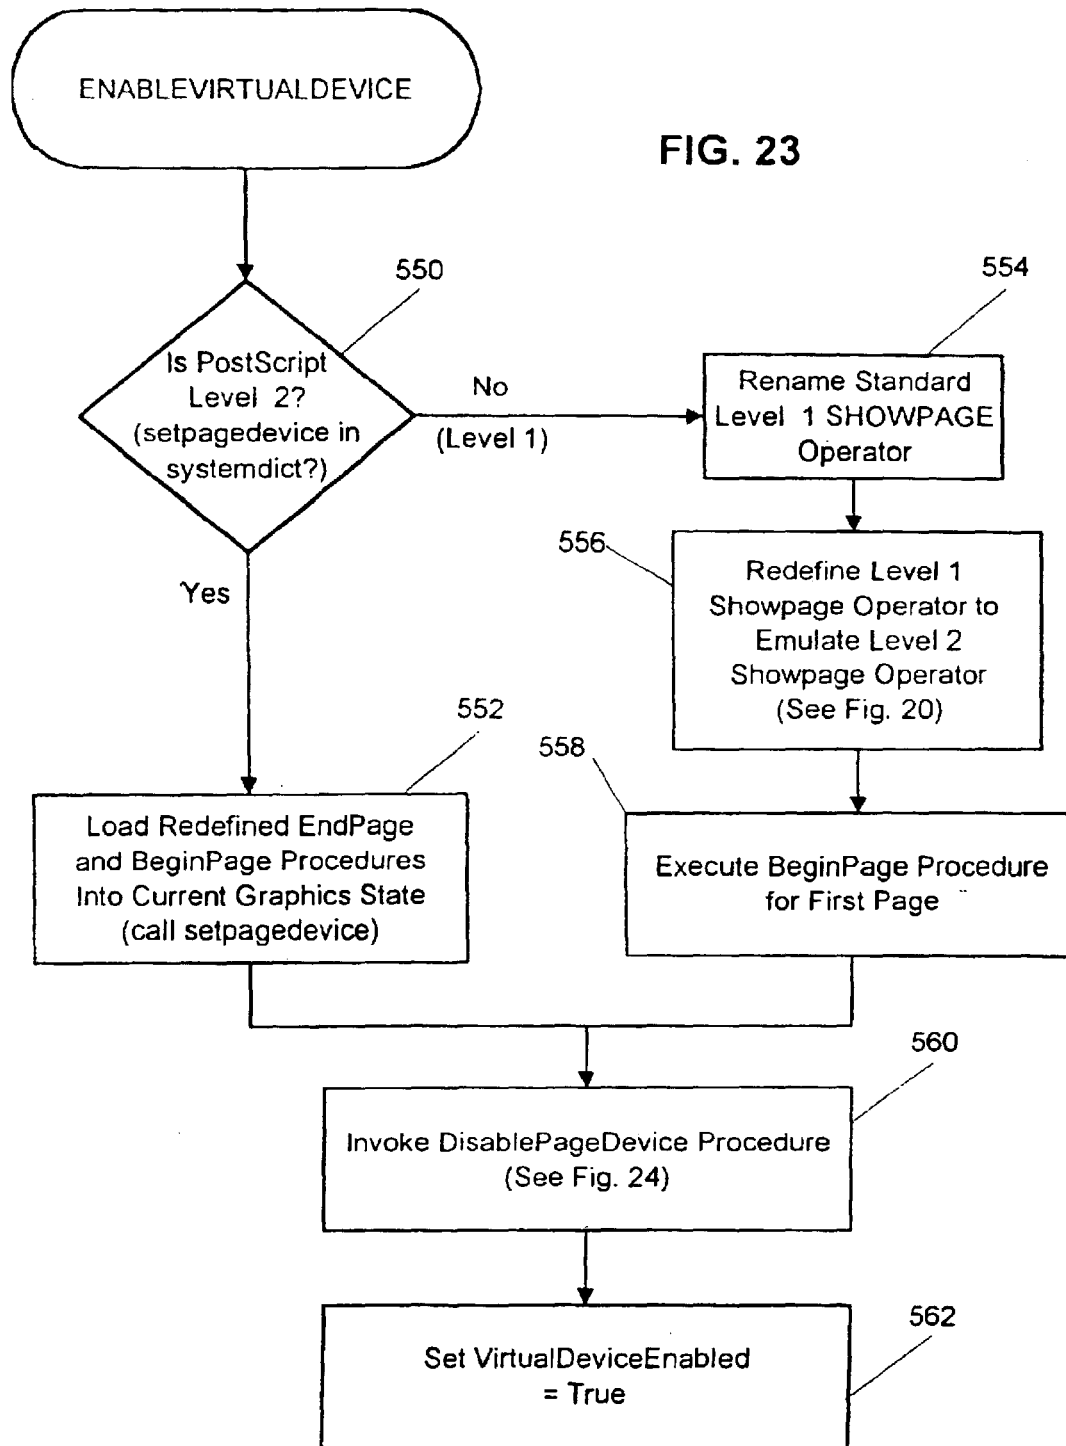 ENABLEVIRTUALDEVICE
FIG. 23
550
Is PostScript
Level 2?
(setpagedevice in
systemdict?)
No
(Level 1)
Yes
554
Rename Standard
Level 1 SHOWPAGE
Operator
556
Redefine Level 1
Showpage Operator to
Emulate Level 2
Showpage Operator
(See Fig. 20)
552
Load Redefined EndPage
and BeginPage Procedures
Into Current Graphics State
(call setpagedevice)
558
Execute BeginPage Procedure
for First Page
560
Invoke DisablePageDevice Procedure
(See Fig. 24)
562
Set VirtualDeviceEnabled
= True